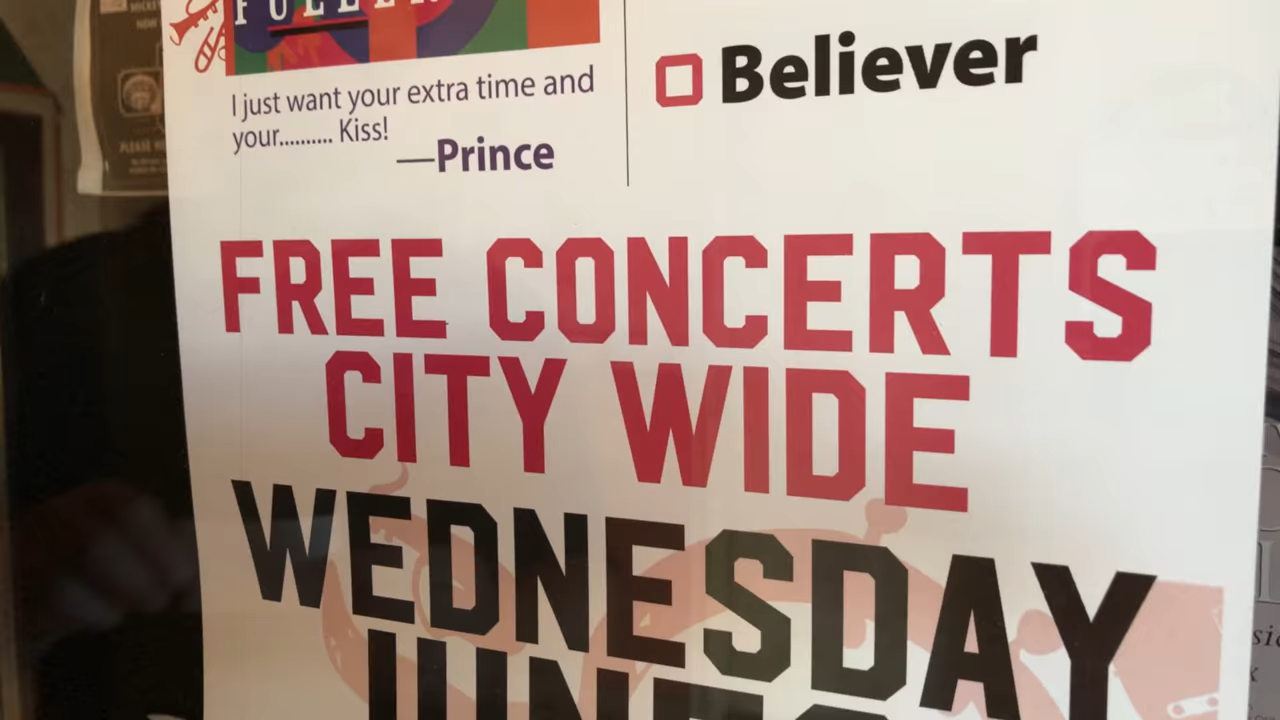 I just want your extra time and
your.......... Kiss!
—Prince
Believer
FREE CONCERTS
CITY WIDE
WEDNESDAY